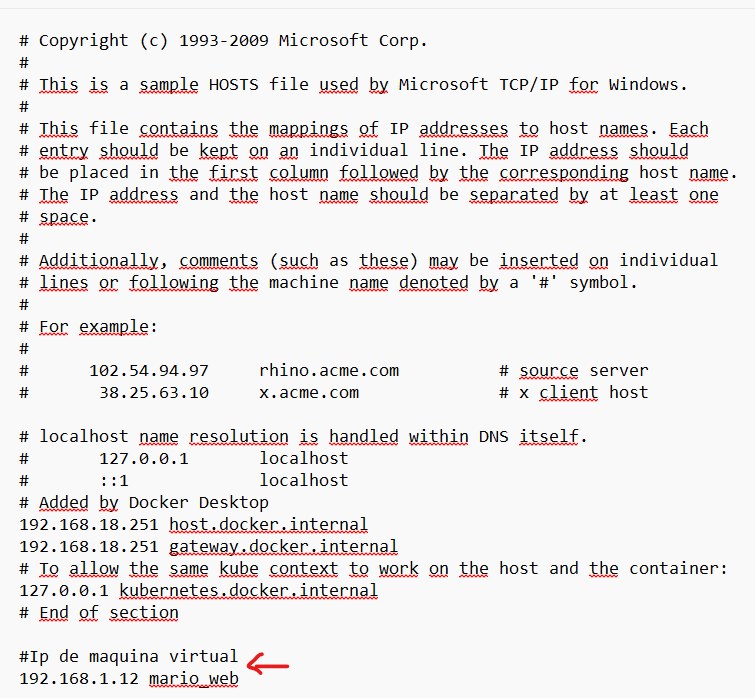 # Copyright (c) 1993-2009 Microsoft Corp.
#
# This is a sample HOSTS file used by Microsoft TCP/IP for Windows.
#
# This file contains the mappings of IP addresses to host names. Each
# entry should be kept on an individual line. The IP address should
# be placed in the first column followed by the corresponding host name.
# The IP address and the host name should be separated by at least one
# space.
#
# Additionally, comments (such as these) may be inserted on individual
# lines or following the machine name denoted by a '#' symbol.
#
# For example:
#
#      102.54.94.97     rhino.acme.com          # source server
#       38.25.63.10     x.acme.com              # x client host

# localhost name resolution is handled within DNS itself.
#       127.0.0.1       localhost
#       ::1             localhost
# Added by Docker Desktop
192.168.18.251 host.docker.internal
192.168.18.251 gateway.docker.internal
# To allow the same kube context to work on the host and the container:
127.0.0.1 kubernetes.docker.internal
# End of section

#Ip de maquina virtual
192.168.1.12 mario_web